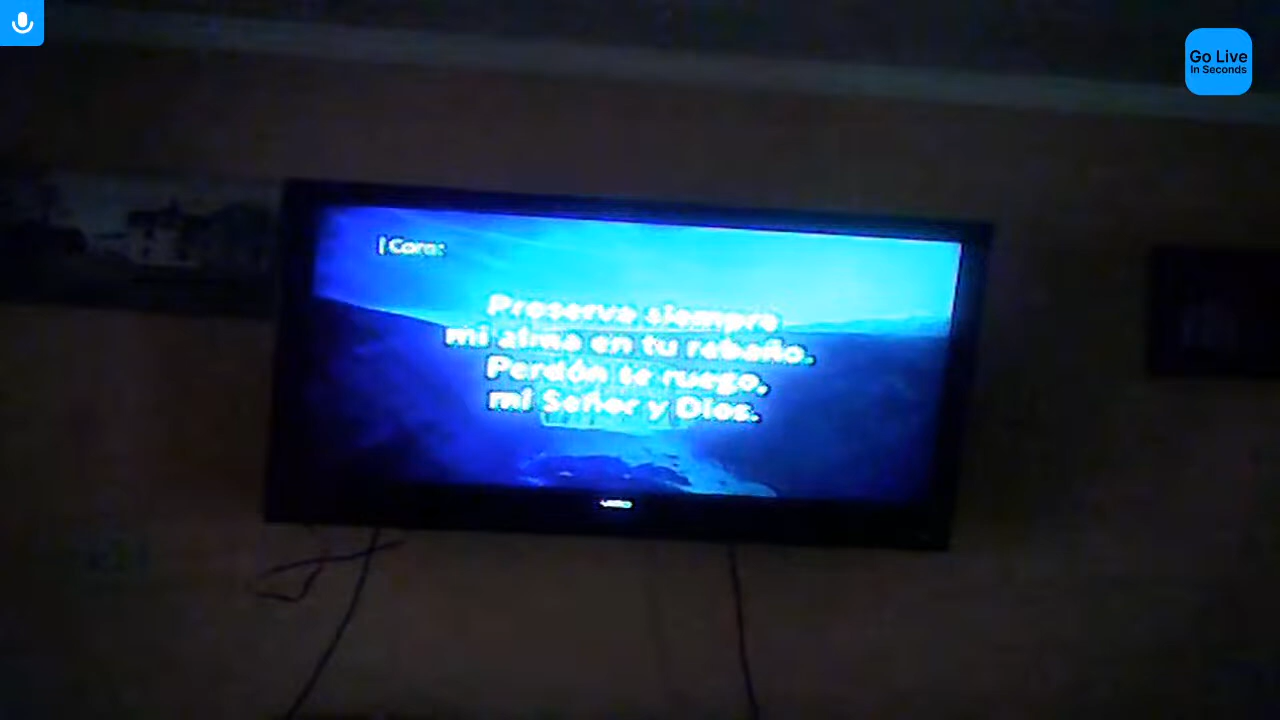 Go Live
In Seconds
| Coro:
Preserva siempre
mi alma en tu rebaño.
Perdón te ruego,
mi Señor y Dios.